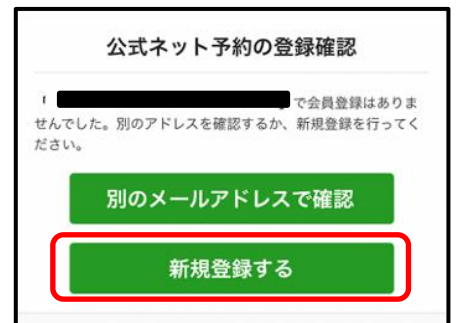 公式ネット予約の登録確認
で会員登録はありま
せんでした。別のアドレスを確認するか、新規登録を行ってく
ださい。
別のメールアドレスで確認
新規登録する